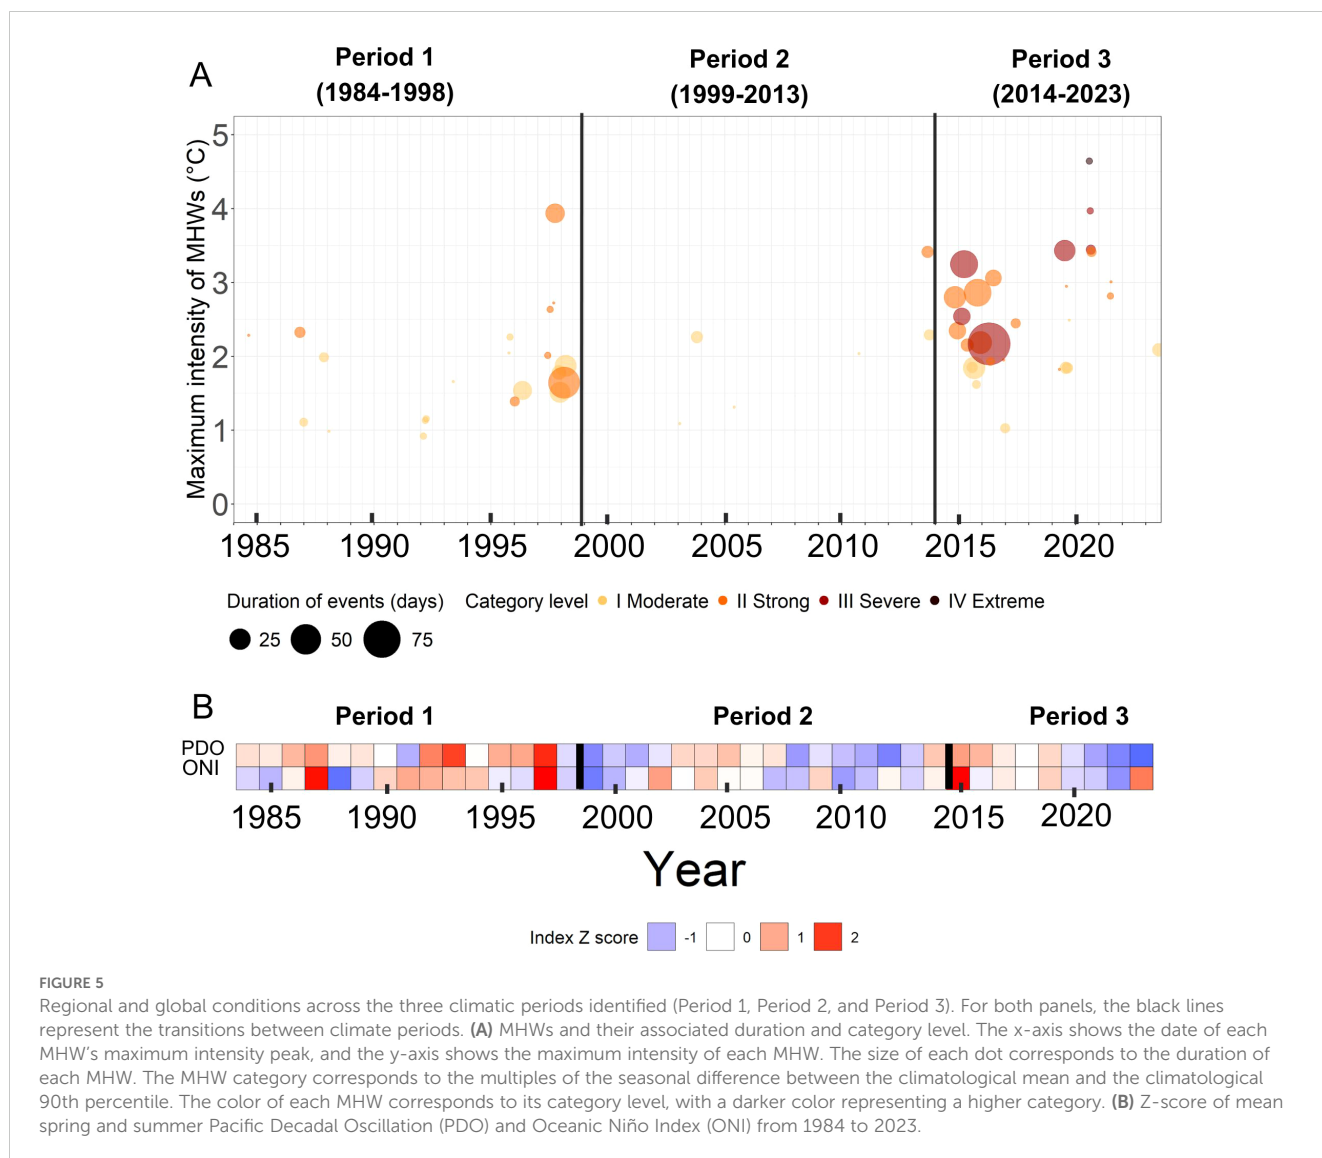 Period 1
(1984-1998)
Period 2
(1999-2013)
Period 3
(2014-2023)
A
Maximum intensity of MHWs (°C)
5
4
3
2
1
0
1985 1990 1995 2000 2005 2010 2015 2020
Duration of events (days) Category level I Moderate II Strong III Severe IV Extreme
25 50 75
B
Period 1 Period 2 Period 3
PDO
ONI
1985 1990 1995 2000 2005 2010 2015 2020
Year
Index Z score -1 0 1 2
FIGURE 5
Regional and global conditions across the three climatic periods identified (Period 1, Period 2, and Period 3). For both panels, the black lines
represent the transitions between climate periods. (A) MHWs and their associated duration and category level. The x-axis shows the date of each
MHW's maximum intensity peak, and the y-axis shows the maximum intensity of each MHW. The size of each dot corresponds to the duration of
each MHW. The MHW category corresponds to the multiples of the seasonal difference between the climatological mean and the climatological
90th percentile. The color of each MHW corresponds to its category level, with a darker color representing a higher category. (B) Z-score of mean
spring and summer Pacific Decadal Oscillation (PDO) and Oceanic Niño Index (ONI) from 1984 to 2023.